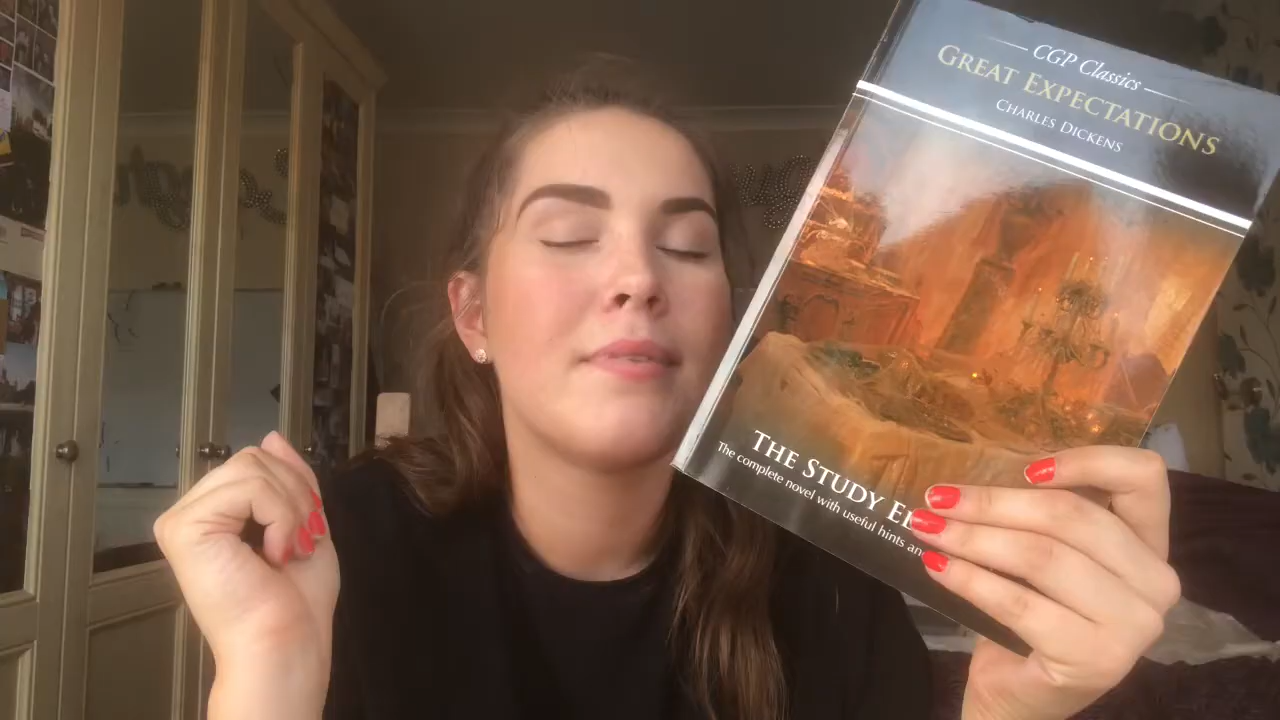 CGP Classics
GREAT EXPECTATIONS
CHARLES DICKENS
THE STUDY
The complete novel with useful hints